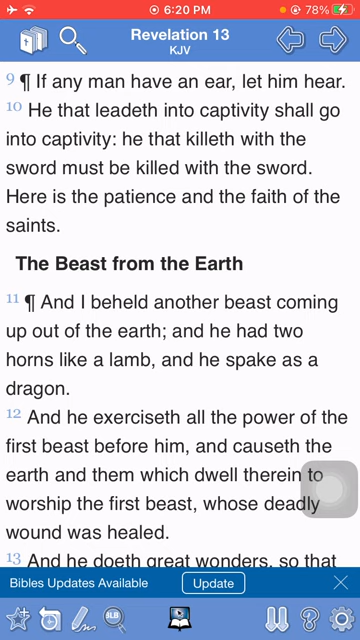 6:20 PM
78%
Revelation 13
KJV
9 ¶ If any man have an ear, let him hear.
10 He that leadeth into captivity shall go
into captivity: he that killeth with the
sword must be killed with the sword.
Here is the patience and the faith of the
saints.
The Beast from the Earth
11 ¶ And I beheld another beast coming
up out of the earth; and he had two
horns like a lamb, and he spake as a
dragon.
12 And he exerciseth all the power of the
first beast before him, and causeth the
earth and them which dwell therein to
worship the first beast, whose deadly
wound was healed.
13 And he doeth great wonders, so that
Bibles Updates Available
Update
BLB